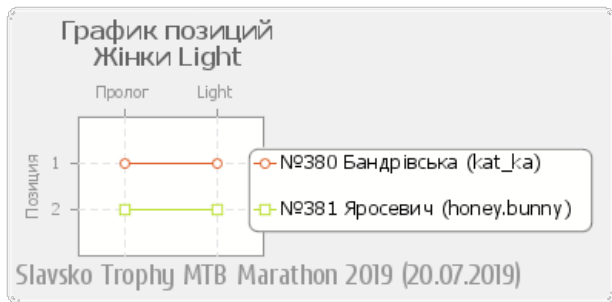 График позиций
Жінки Light
Пролог Light
Позиция
1
№380 Бандрівська (kat_ka)
2
№381 Яросевич (honey.bunny)
Slavsko Trophy MTB Marathon 2019 (20.07.2019)